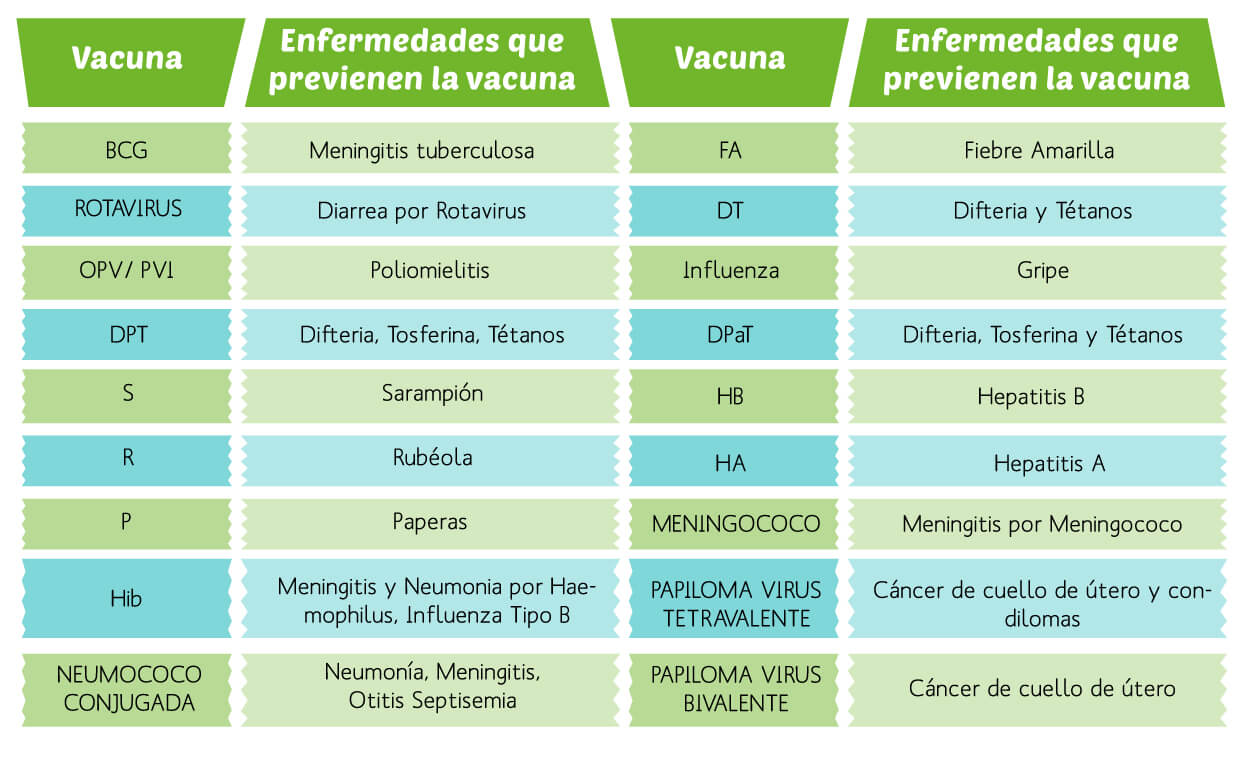 Vacuna
Enfermedades que
previenen la vacuna
Vacuna
Enfermedades que
previenen la vacuna
BCG
Meningitis tuberculosa
FA
Fiebre Amarilla
ROTAVIRUS
Diarrea por Rotavirus
DT
Difteria y Tétanos
OPV/ PVI
Poliomielitis
Influenza
Gripe
DPT
Difteria, Tosferina, Tétanos
DPaT
Difteria, Tosferina y Tétanos
S
Sarampión
HB
Hepatitis B
R
Rubéola
HA
Hepatitis A
P
Paperas
MENINGOCOCO
Meningitis por Meningococo
Hib
Meningitis y Neumonia por Hae-
mophilus, Influenza Tipo B
PAPILOMA VIRUS
TETRAVALENTE
Cáncer de cuello de útero y con-
dilomas
NEUMOCOCO
CONJUGADA
Neumonía, Meningitis,
Otitis Septisemia
PAPILOMA VIRUS
BIVALENTE
Cáncer de cuello de útero